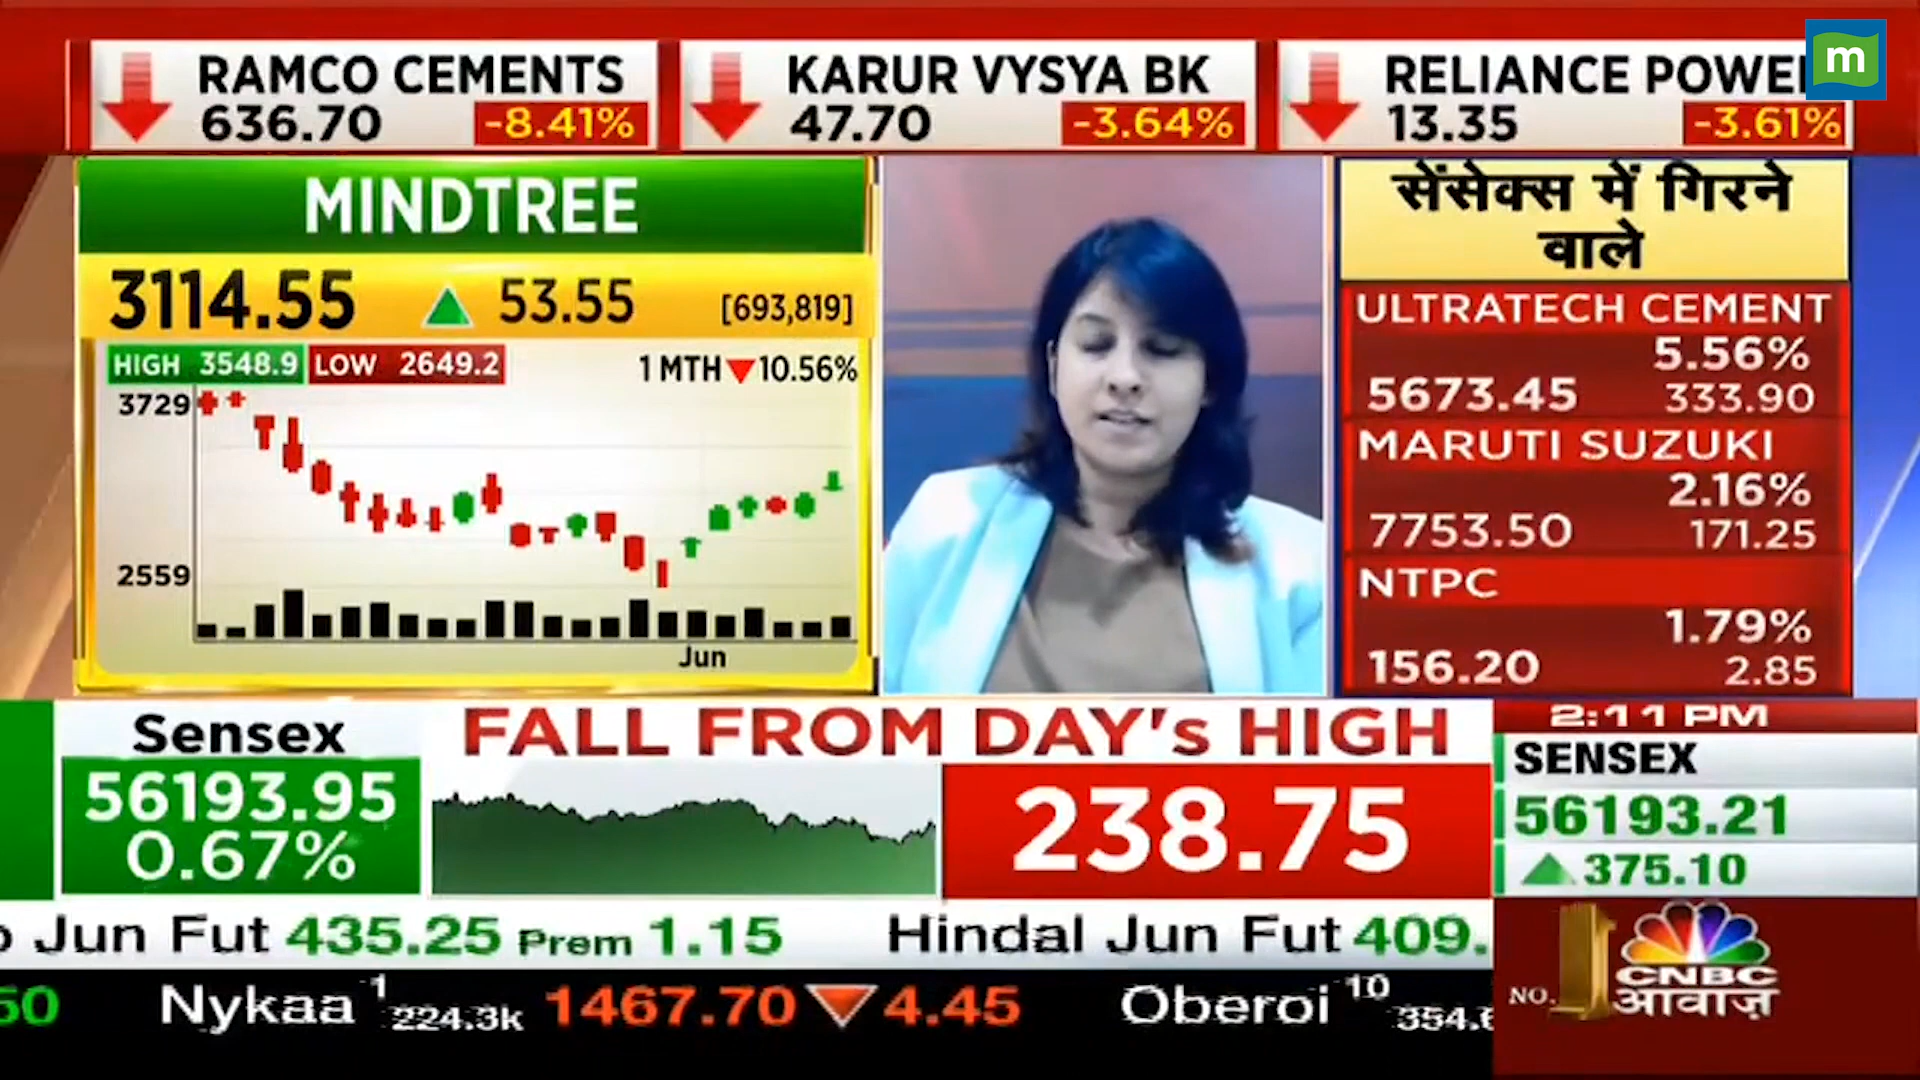 m
RAMCO CEMENTS
636.70 -8.41%
KARUR VYSYA BK
47.70 -3.64%
RELIANCE POWE
13.35 -3.61%
MINDTREE
3114.55 53.55 [693,819]
HIGH 3548.9 LOW 2649.2 1 MTH 10.56%
3729
2559
Jun
सेंसेक्स में गिरने
वाले
ULTRATECH CEMENT
5.56%
5673.45 333.90
MARUTI SUZUKI
2.16%
7753.50 171.25
NTPC
1.79%
156.20 2.85
Sensex
56193.95
0.67%
FALL FROM DAY's HIGH
238.75
2:11 PM
SENSEX
56193.21
375.10
Jun Fut 435.25 Prem 1.15 Hindal Jun Fut 409.
50 Nykaa 1 224.3k 1467.70 4.45 Oberoi 10 354.
NO. 1 CNBC
आवाज़